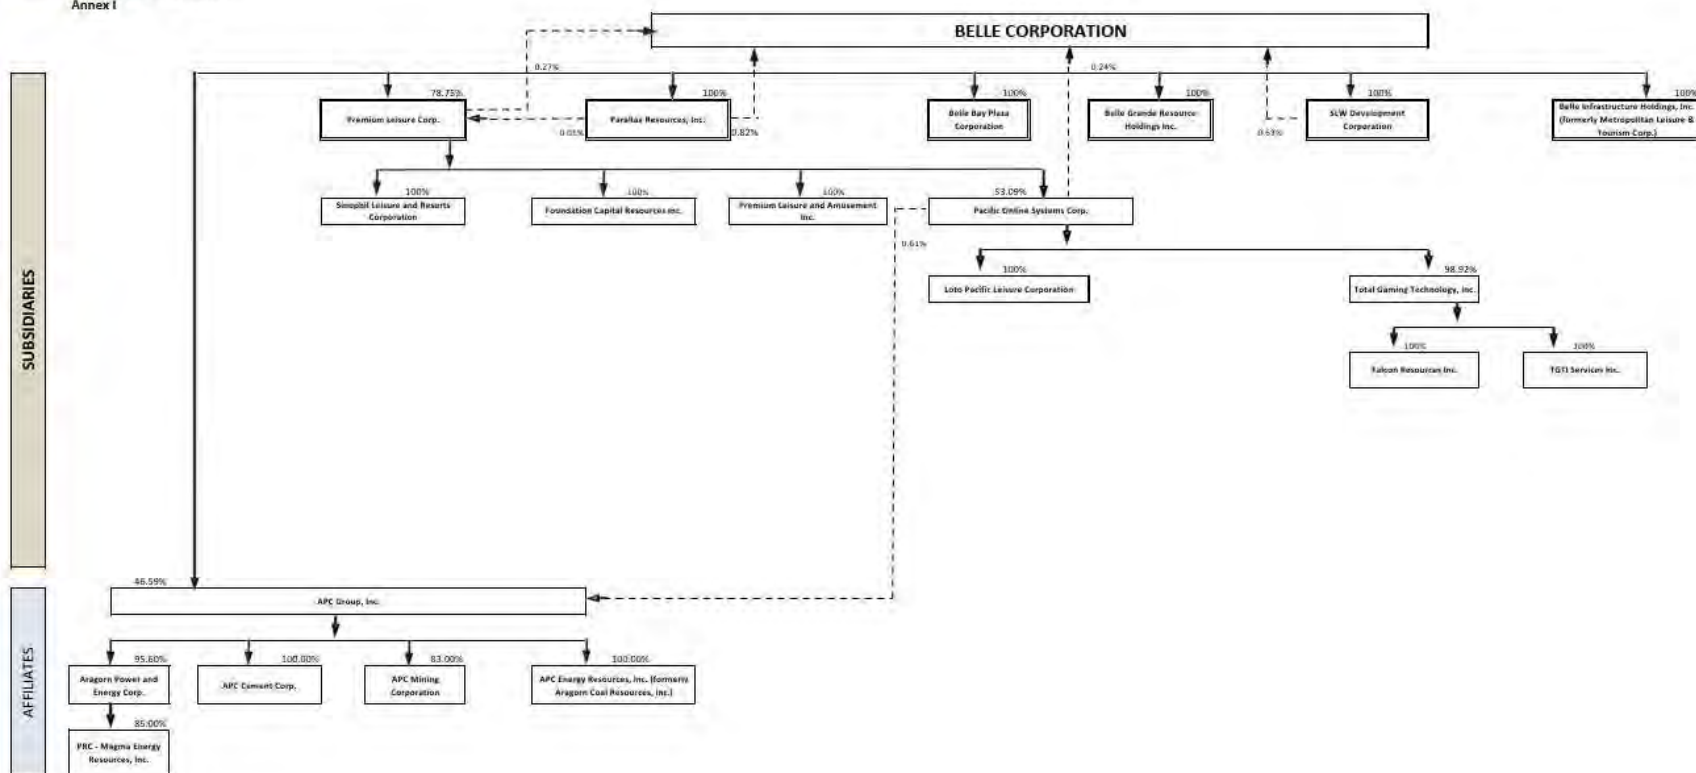 Annex I
BELLE CORPORATION
0.27%
0.24%
78.75%
100%
100%
100%
100%
100%
Premium Leisure Corp.
Parallax Resources, Inc.
Belle Bay Plaza
Corporation
Belle Grande Resource
Holdings Inc.
SLW Development
Corporation
Belle Infrastructure Holdings, Inc.
(formerly Metropolitan Leisure &
Tourism Corp.)
0.01%
0.82%
0.63%
100%
100%
100%
53.09%
Sinophil Leisure and Resorts
Corporation
Foundation Capital Resources Inc.
Premium Leisure and Amusement
Inc.
Pacific Online Systems Corp.
0.61%
100%
98.92%
Loto Pacific Leisure Corporation
Total Gaming Technology, Inc.
100%
100%
Falcon Resources Inc.
TGTI Services Inc.
SUBSIDIARIES
46.59%
APC Group, Inc.
95.60%
100.00%
83.00%
100.00%
Aragorn Power and
Energy Corp.
APC Cement Corp.
APC Mining
Corporation
APC Energy Resources, Inc. (formerly
Aragorn Coal Resources, Inc.)
85.00%
PRC - Magma Energy
Resources, Inc.
AFFILIATES